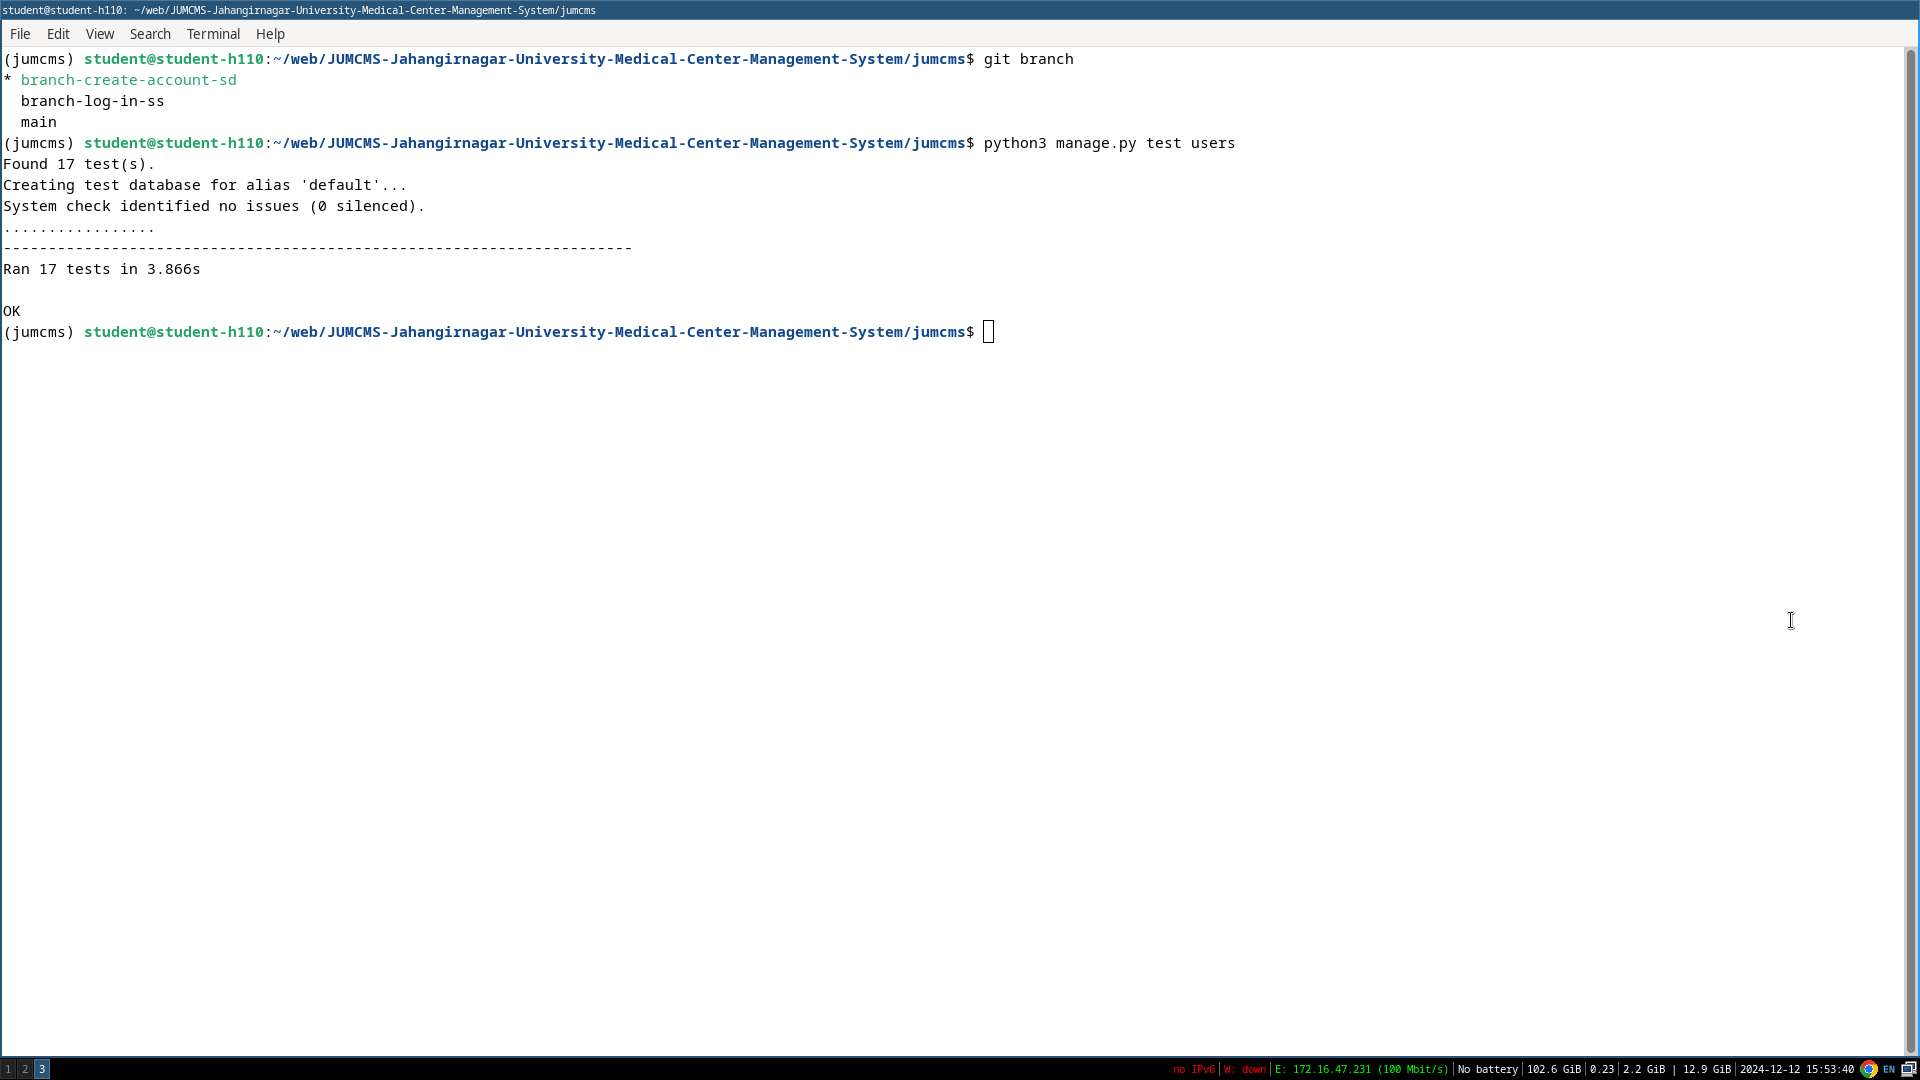 student@student-h110: ~/web/JUMCMS-Jahangirnagar-University-Medical-Center-Management-System/jumcms
File Edit View Search Terminal Help
(jumcms) student@student-h110:~/web/JUMCMS-Jahangirnagar-University-Medical-Center-Management-System/jumcms$ git branch
* branch-create-account-sd
  branch-log-in-ss
  main
(jumcms) student@student-h110:~/web/JUMCMS-Jahangirnagar-University-Medical-Center-Management-System/jumcms$ python3 manage.py test users
Found 17 test(s).
Creating test database for alias 'default'...
System check identified no issues (0 silenced).
.................
----------------------------------------------------------------------
Ran 17 tests in 3.866s

OK
(jumcms) student@student-h110:~/web/JUMCMS-Jahangirnagar-University-Medical-Center-Management-System/jumcms$
1 2 3 no IPv6 | W: down | E: 172.16.47.231 (100 Mbit/s) | No battery | 102.6 GiB | 0.23 | 2.2 GiB | 12.9 GiB | 2024-12-12 15:53:40 EN